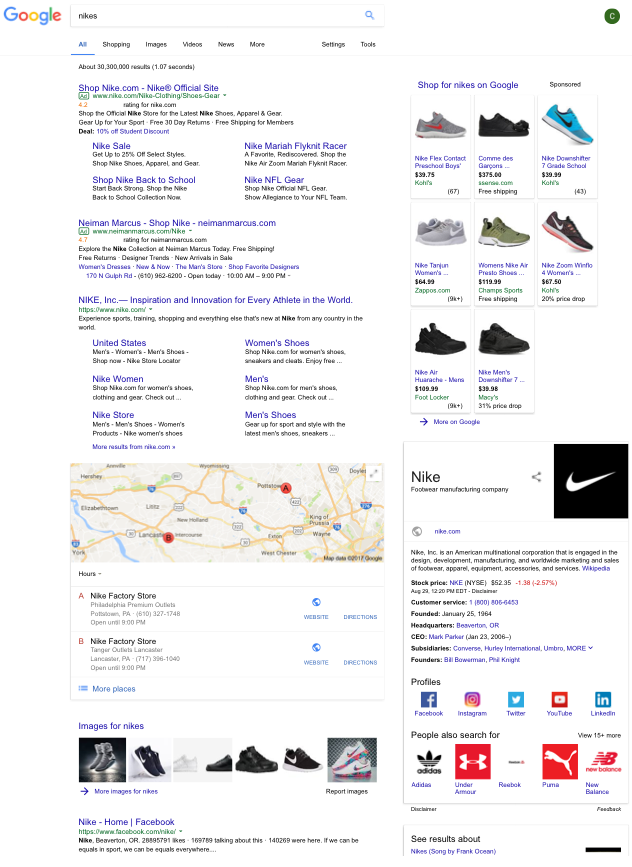 Google
nikes
C
All Shopping Images Videos News More Settings Tools
About 30,300,000 results (1.07 seconds)
Shop Nike.com - Nike® Official Site
Ad www.nike.com/Nike-Clothing/Shoes-Gear
4.2 rating for nike.com
Shop the Official Nike Store for the Latest Nike Shoes, Apparel & Gear.
Gear Up for Your Sport · Free 30 Day Returns · Free Shipping for Members
Deal: 10% off Student Discount
Nike Sale
Get Up to 25% Off Select Styles.
Shop Nike Shoes, Apparel, and Gear.
Nike Mariah Flyknit Racer
A Favorite, Rediscovered. Shop the
Nike Air Zoom Mariah Flyknit Racer.
Shop Nike Back to School
Start Back Strong. Shop the Nike
Back to School Collection Now.
Nike NFL Gear
Shop Nike Official NFL Gear.
Show Allegiance to Your NFL Team.
Neiman Marcus - Shop Nike - neimanmarcus.com
Ad www.neimanmarcus.com/Nike
4.7 rating for neimanmarcus.com
Explore the Nike Collection at Neiman Marcus Today. Free Shipping!
Free Returns · Designer Trends · New Arrivals in Sale
Women's Dresses · New & Now · The Man's Store · Shop Favorite Designers
170 N Gulph Rd - (610) 962-6200 - Open today · 10:00 AM – 9:00 PM
NIKE, Inc.— Inspiration and Innovation for Every Athlete in the World.
https://www.nike.com/
Experience sports, training, shopping and everything else that's new at Nike from any country in the
world.
United States
Men's - Women's - Men's Shoes -
Shop now - Nike Store Locator
Women's Shoes
Shop Nike.com for women's shoes,
sneakers and cleats. Enjoy free ...
Nike Women
Shop Nike.com for women's shoes,
clothing and gear. Check out ...
Men's
Shop Nike.com for men's shoes,
clothing and gear. Check out ...
Nike Store
Men's - Men's Shoes - Women's
Products - Nike women's shoes
Men's Shoes
Gear up for sport and style with the
latest men's shoes, sneakers ...
More results from nike.com »
Hershey
Wyomissing
Pottstown
A
Doyles
Elizabethtown
Lititz
New Holland
King of
Prussia
Lancaster
B
Intercourse
West Chester
York
Map data ©2017 Google
Hours
A Nike Factory Store
Philadelphia Premium Outlets
Pottstown, PA · (610) 327-1748
Open until 9:00 PM
WEBSITE DIRECTIONS
B Nike Factory Store
Tanger Outlets Lancaster
Lancaster, PA · (717) 396-1040
Open until 9:00 PM
WEBSITE DIRECTIONS
More places
Images for nikes
More images for nikes Report images
Nike - Home | Facebook
https://www.facebook.com/nike/
Nike, Beaverton, OR. 28895791 likes · 169789 talking about this · 140269 were here. If we can be
equals in sport, we can be equals everywhere....
Shop for nikes on Google Sponsored
Nike Flex Contact
Preschool Boys'
$39.75
Kohl's
(67)
Comme des
Garçons ...
$375.00
ssense.com
Free shipping
Nike Downshifter
7 Grade School
$39.99
Kohl's
(43)
Nike Tanjun
Women's ...
$64.99
Zappos.com
(9k+)
Womens Nike Air
Presto Shoes ...
$119.99
Champs Sports
Free shipping
Nike Zoom Winflo
4 Women's ...
$67.50
Kohl's
20% price drop
Nike Air
Huarache - Mens
$109.99
Foot Locker
(9k+)
Nike Men's
Downshifter 7 ...
$39.98
Macy's
31% price drop
More on Google
Nike
Footwear manufacturing company
nike.com
Nike, Inc. is an American multinational corporation that is engaged in the
design, development, manufacturing, and worldwide marketing and sales
of footwear, apparel, equipment, accessories, and services. Wikipedia
Stock price: NKE (NYSE) $52.35 -1.38 (-2.57%)
Aug 29, 12:20 PM EDT - Disclaimer
Customer service: 1 (800) 806-6453
Founded: January 25, 1964
Headquarters: Beaverton, OR
CEO: Mark Parker (Jan 23, 2006–)
Subsidiaries: Converse, Hurley International, Umbro, MORE
Founders: Bill Bowerman, Phil Knight
Profiles
Facebook Instagram Twitter YouTube LinkedIn
People also search for View 15+ more
adidas
new balance
Adidas
Under
Armour
Reebok
Puma
New
Balance
Disclaimer Feedback
See results about
Nikes (Song by Frank Ocean)